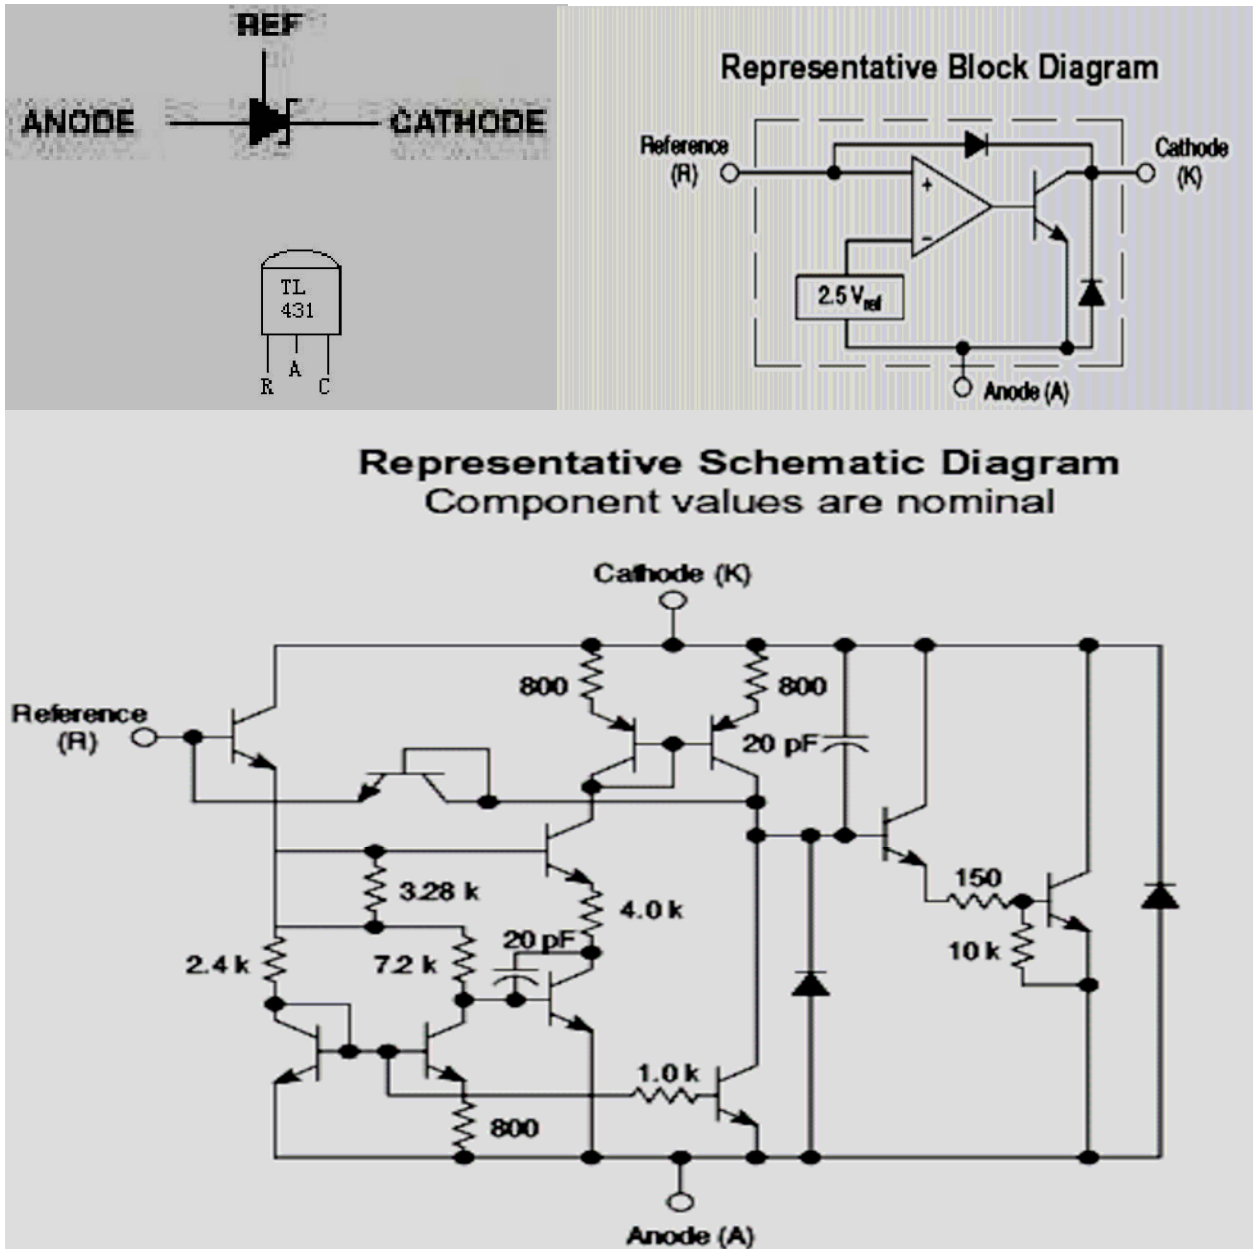 REF
ANODE
CATHODE
TL
431
R
A
C
Representative Block Diagram
Reference
(R)
Cathode
(K)
+
−
2.5 Vref
Anode (A)
Representative Schematic Diagram
Component values are nominal
Cathode (K)
800
800
Reference
(R)
20 pF
3.28 k
4.0 k
150
20 pF
2.4 k
7.2 k
10 k
1.0 k
800
Anode (A)